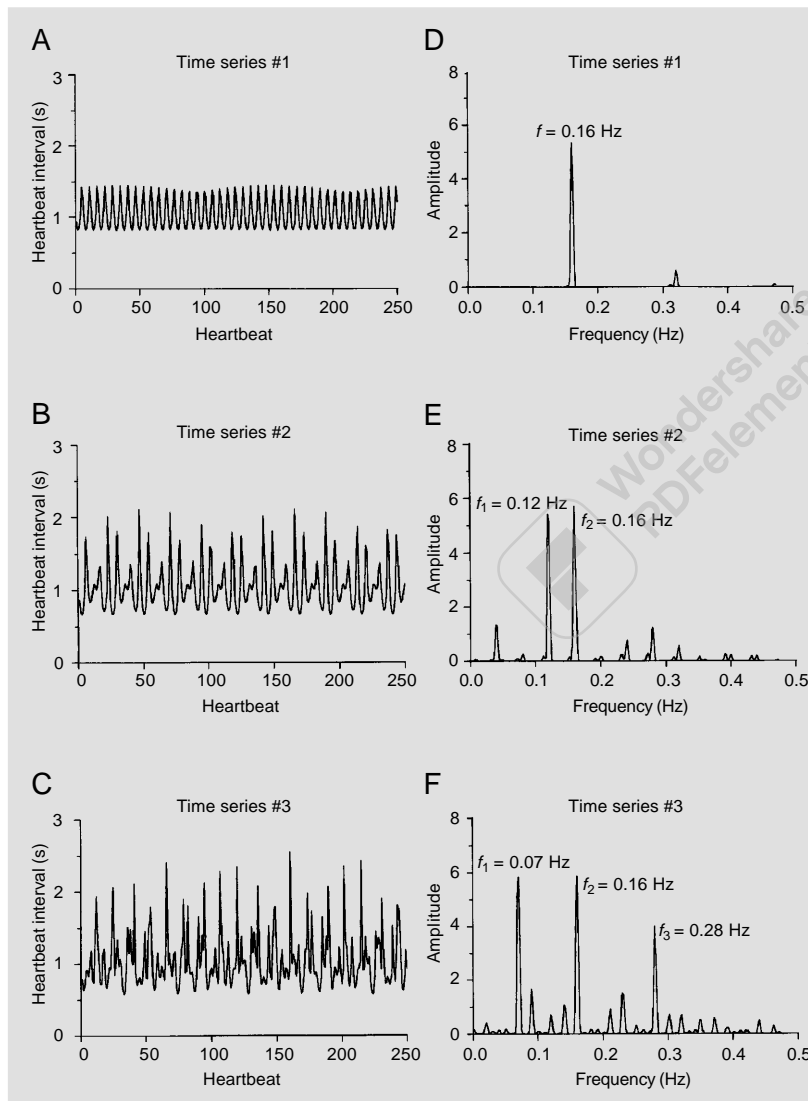 A
Time series #1
Heartbeat interval (s)
3
2
1
0
0 50 100 150 200 250
Heartbeat
D
Time series #1
Amplitude
8
6
4
2
0
f = 0.16 Hz
0.0 0.1 0.2 0.3 0.4 0.5
Frequency (Hz)
B
Time series #2
Heartbeat interval (s)
3
2
1
0
0 50 100 150 200 250
Heartbeat
E
Time series #2
Amplitude
8
6
4
2
0
f₁ = 0.12 Hz
f₂ = 0.16 Hz
0.0 0.1 0.2 0.3 0.4 0.5
Frequency (Hz)
C
Time series #3
Heartbeat interval (s)
3
2
1
0
0 50 100 150 200 250
Heartbeat
F
Time series #3
Amplitude
8
6
4
2
0
f₁ = 0.07 Hz
f₂ = 0.16 Hz
f₃ = 0.28 Hz
0.0 0.1 0.2 0.3 0.4 0.5
Frequency (Hz)
Wondershare
PDFelemen